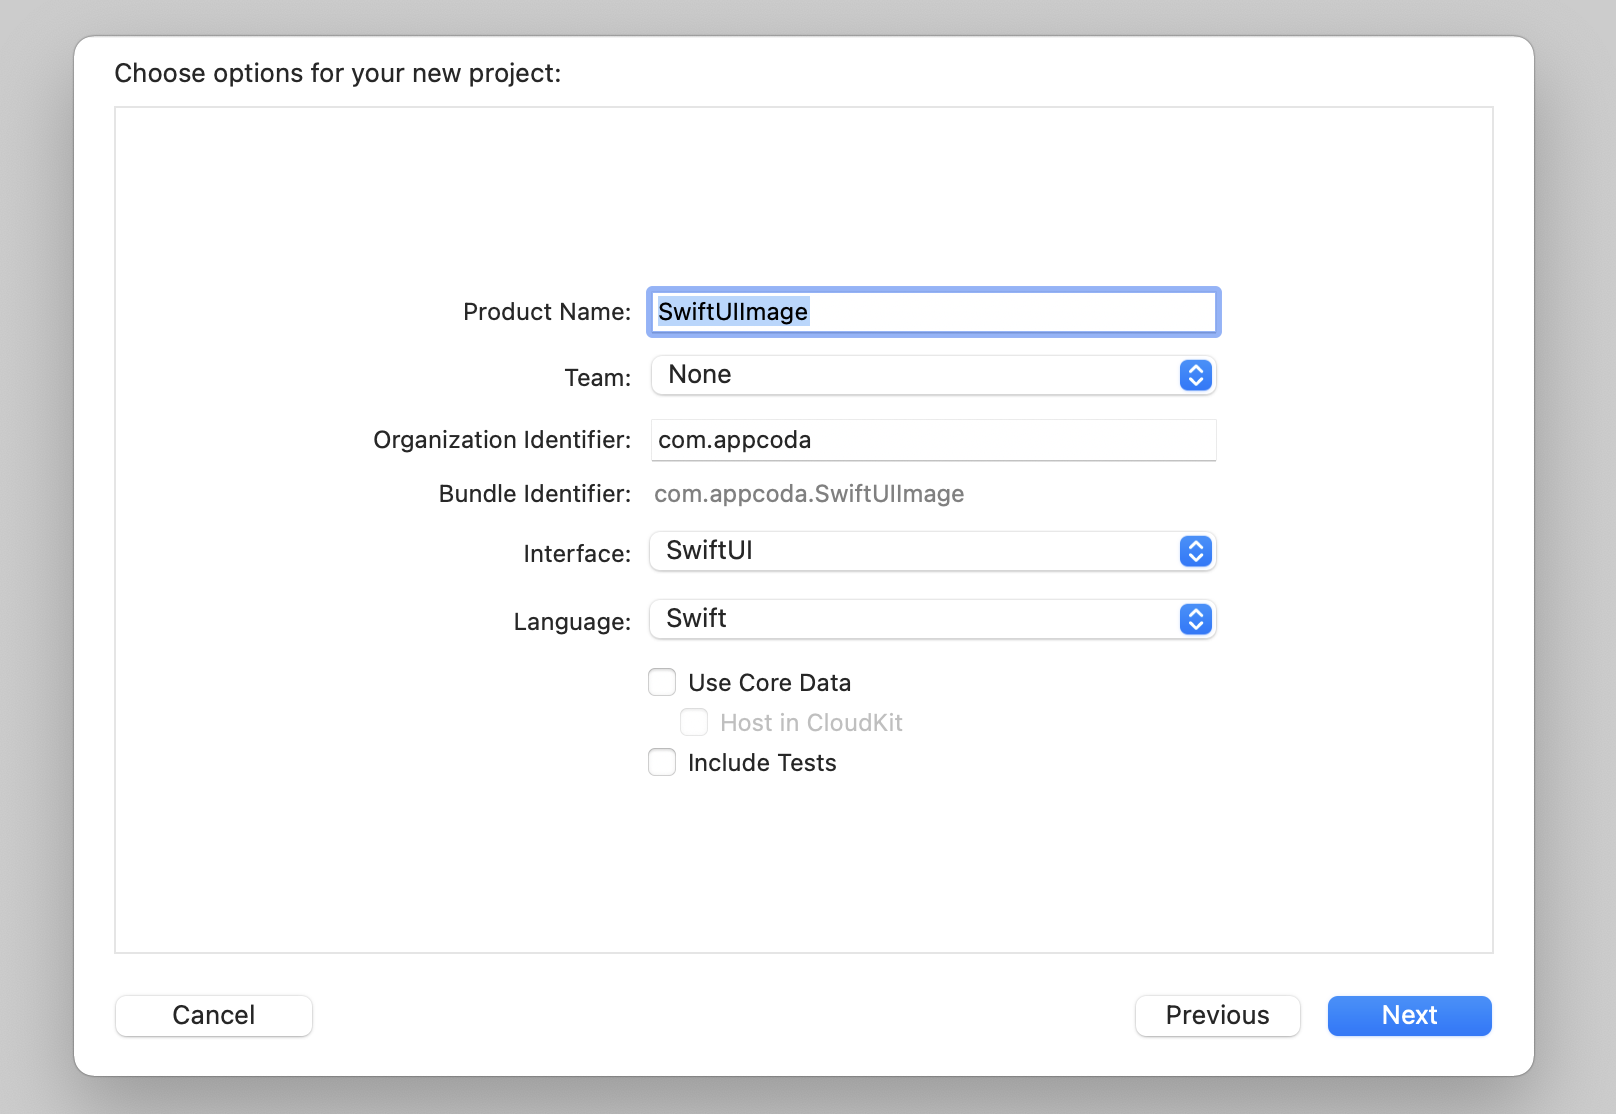 Choose options for your new project:
Product Name: SwiftUIImage
Team: None
Organization Identifier: com.appcoda
Bundle Identifier: com.appcoda.SwiftUIImage
Interface: SwiftUI
Language: Swift
Use Core Data
Host in CloudKit
Include Tests
Cancel Previous Next